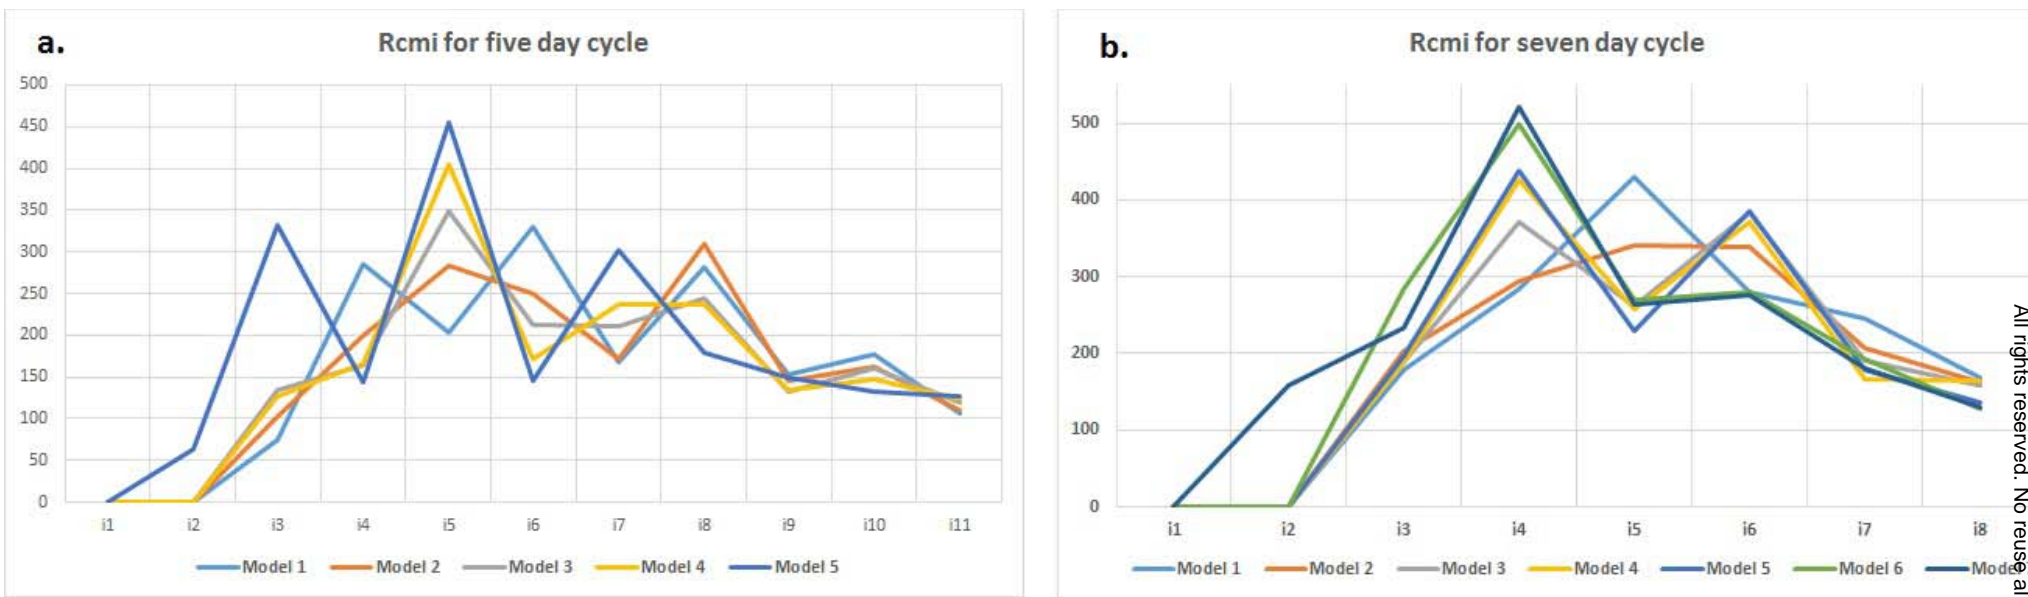 a.
Rcmi for five day cycle
500
450
400
350
300
250
200
150
100
50
0
i1 i2 i3 i4 i5 i6 i7 i8 i9 i10 i11
Model 1 Model 2 Model 3 Model 4 Model 5
b.
Rcmi for seven day cycle
500
400
300
200
100
0
i1 i2 i3 i4 i5 i6 i7 i8
Model 1 Model 2 Model 3 Model 4 Model 5 Model 6
All rights reserved. No reuse al